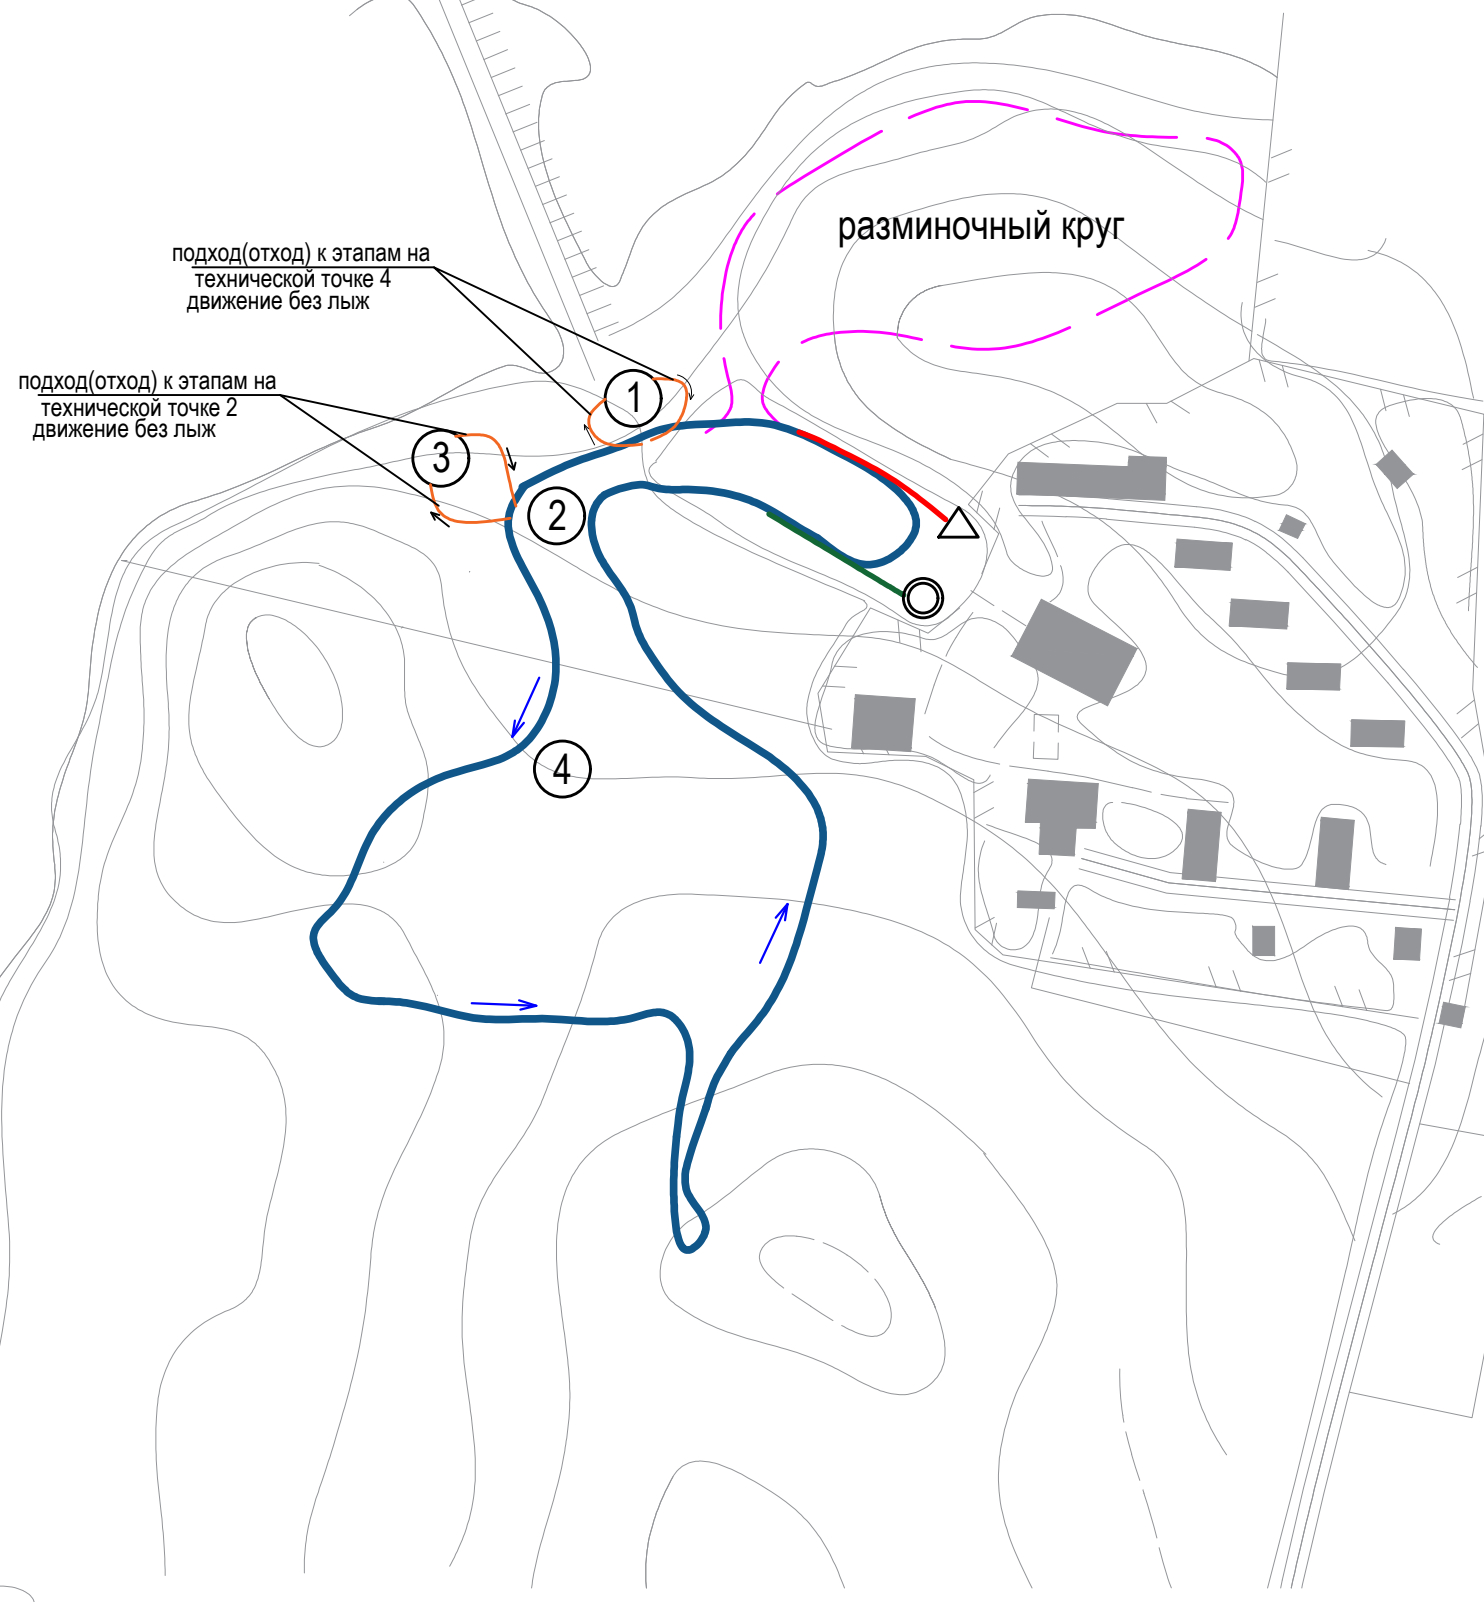 разминочный круг
подход(отход) к этапам на
технической точке 4
движение без лыж
подход(отход) к этапам на
технической точке 2
движение без лыж
1
3
2
4